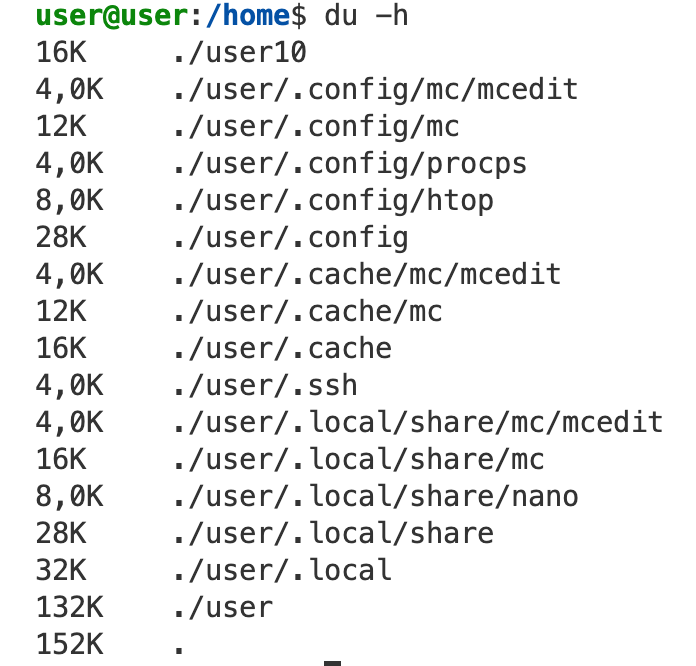 user@user:/home$ du -h
16K ./user10
4,0K ./user/.config/mc/mcedit
12K ./user/.config/mc
4,0K ./user/.config/procps
8,0K ./user/.config/htop
28K ./user/.config
4,0K ./user/.cache/mc/mcedit
12K ./user/.cache/mc
16K ./user/.cache
4,0K ./user/.ssh
4,0K ./user/.local/share/mc/mcedit
16K ./user/.local/share/mc
8,0K ./user/.local/share/nano
28K ./user/.local/share
32K ./user/.local
132K ./user
152K .